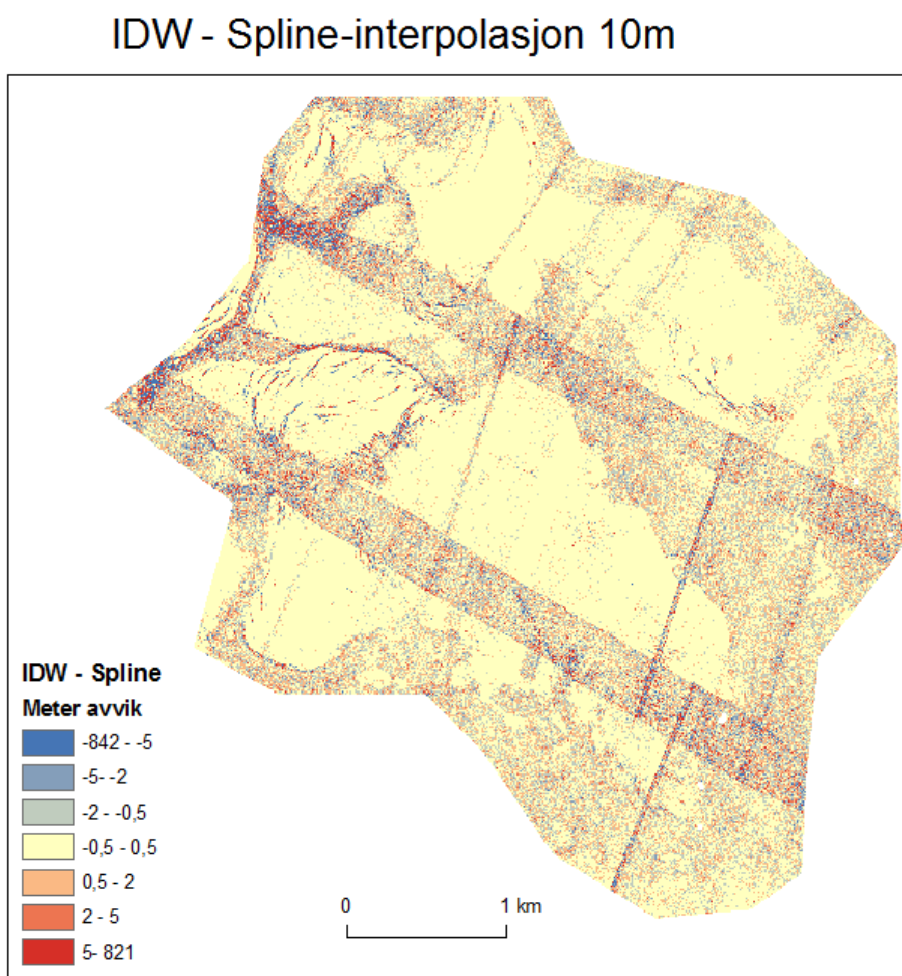 IDW - Spline-interpolasjon 10m
IDW - Spline
Meter avvik
-842 - -5
-5- -2
-2 - -0,5
-0,5 - 0,5
0,5 - 2
2 - 5
5- 821
0 1 km